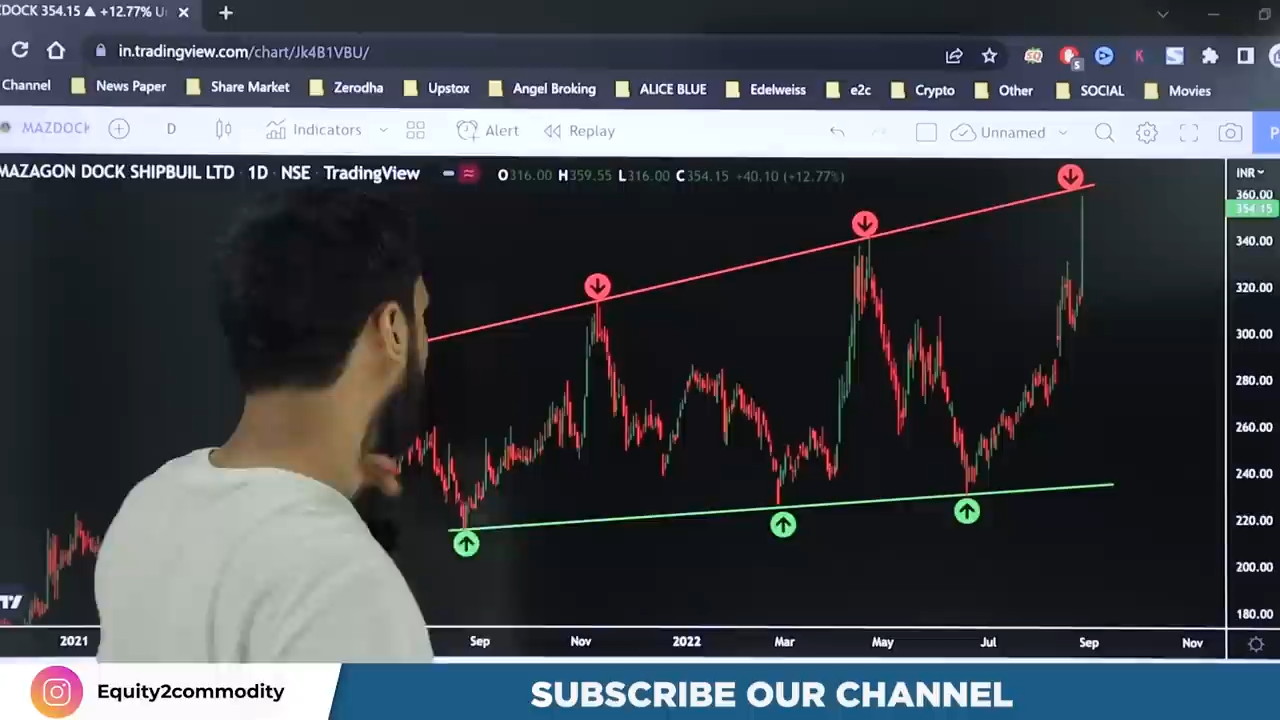 ZDOCK 354.15 ▲ +12.77% U
in.tradingview.com/chart/Jk4B1VBU/
Channel News Paper Share Market Zerodha Upstox Angel Broking ALICE BLUE Edelweiss e2c Crypto Other SOCIAL Movies
MAZDOCK D Indicators Alert Replay Unnamed P
MAZAGON DOCK SHIPBUIL LTD · 1D · NSE · TradingView O316.00 H359.55 L316.00 C354.15 +40.10 (+12.77%) INR
360.00
354.15
340.00
320.00
300.00
280.00
260.00
240.00
220.00
200.00
180.00
2021 Sep Nov 2022 Mar May Jul Sep Nov
Equity2commodity
SUBSCRIBE OUR CHANNEL